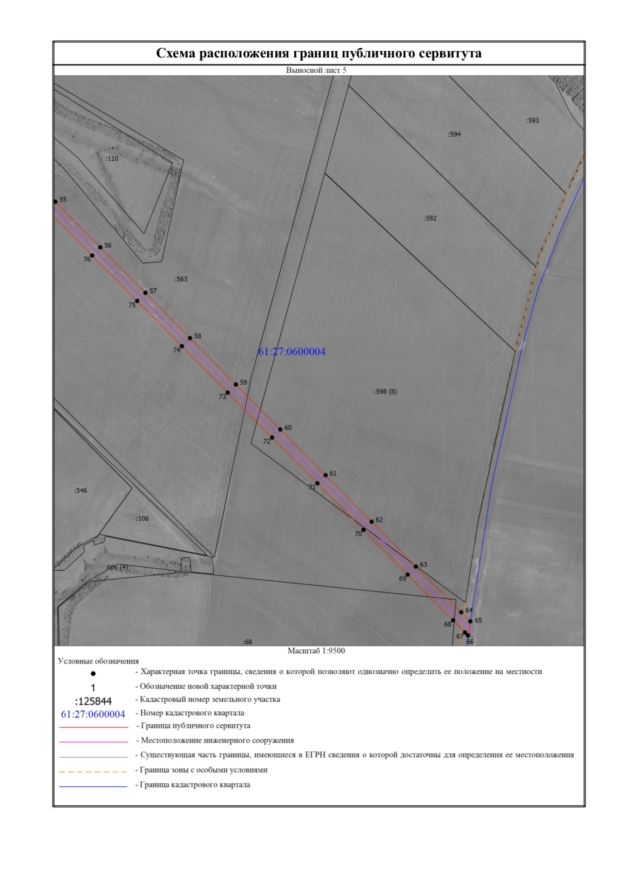 Схема расположения границ публичного сервитута
Выносной лист 5
:593
:594
:110
:592
55
56
76
:563
57
75
58
74
61:27:0600004
59
73
:598 (8)
60
72
61
71
:546
62
:106
70
63
69
:606 (4)
64
68
65
67
66
:68
Масштаб 1:9500
Условные обозначения
- Характерная точка границы, сведения о которой позволяют однозначно определить ее положение на местности
1 - Обозначение новой характерной точки
:125844 - Кадастровый номер земельного участка
61:27:0600004 - Номер кадастрового квартала
- Граница публичного сервитута
- Местоположение инженерного сооружения
- Существующая часть границы, имеющиеся в ЕГРН сведения о которой достаточны для определения ее местоположения
- Граница зоны с особыми условиями
- Граница кадастрового квартала